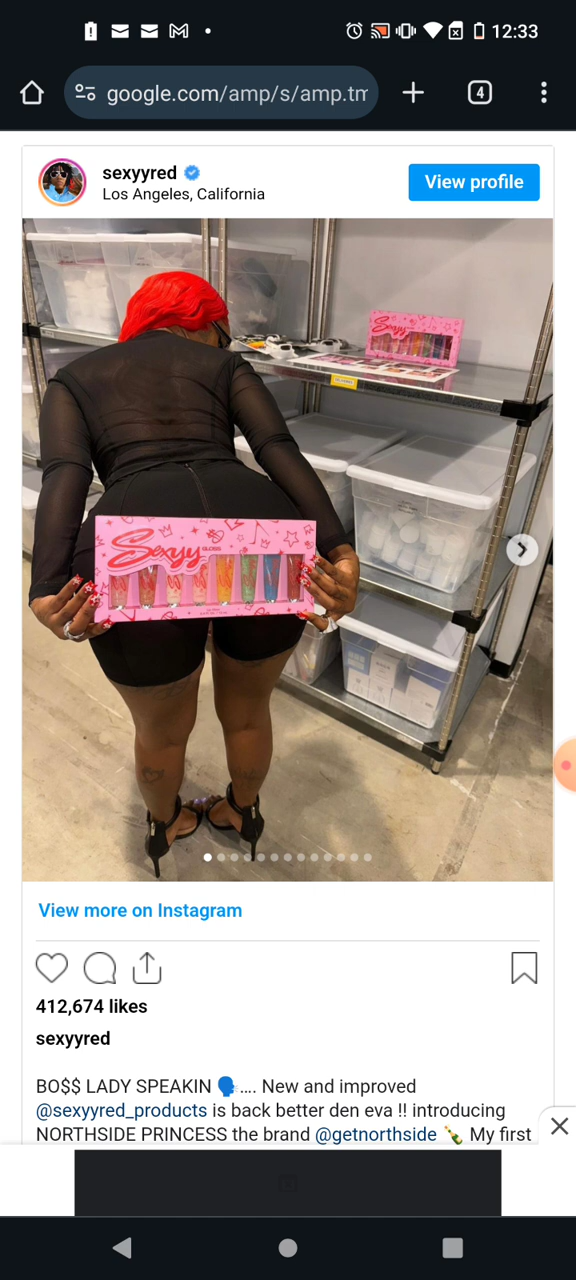 12:33
google.com/amp/s/amp.tm
4
sexyyred
Los Angeles, California
View profile
Sexyy
Sexyy
GLOSS
View more on Instagram
412,674 likes
sexyyred
BO$$ LADY SPEAKIN 🗣️.... New and improved
@sexyyred_products is back better den eva !! introducing
NORTHSIDE PRINCESS the brand @getnorthside 🍾 My first